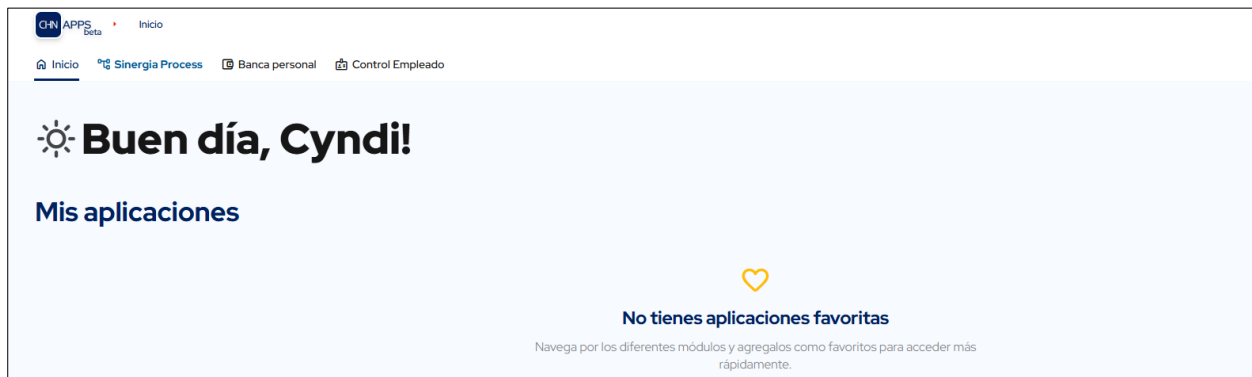 CHN APPS beta Inicio
Inicio Sinergia Process Banca personal Control Empleado
Buen día, Cyndi!
Mis aplicaciones
No tienes aplicaciones favoritas
Navega por los diferentes módulos y agregalos como favoritos para acceder más
rápidamente.